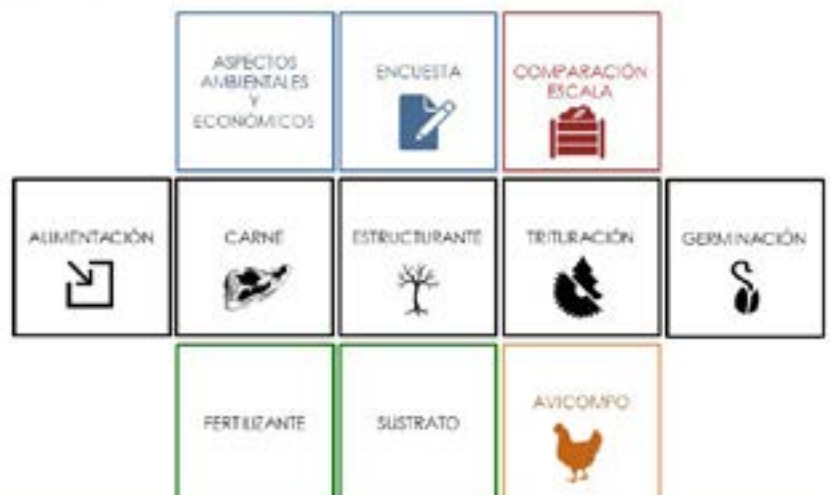 ASPECTOS
AMBIENTALES
Y
ECONÓMICOS
ENCUESTA
COMPARACIÓN
ESCALA
ALIMENTACIÓN
CARNE
ESTRUCTURANTE
TRITURACIÓN
GERMINACIÓN
FERTILIZANTE
SUSTRATO
AVICOMPO